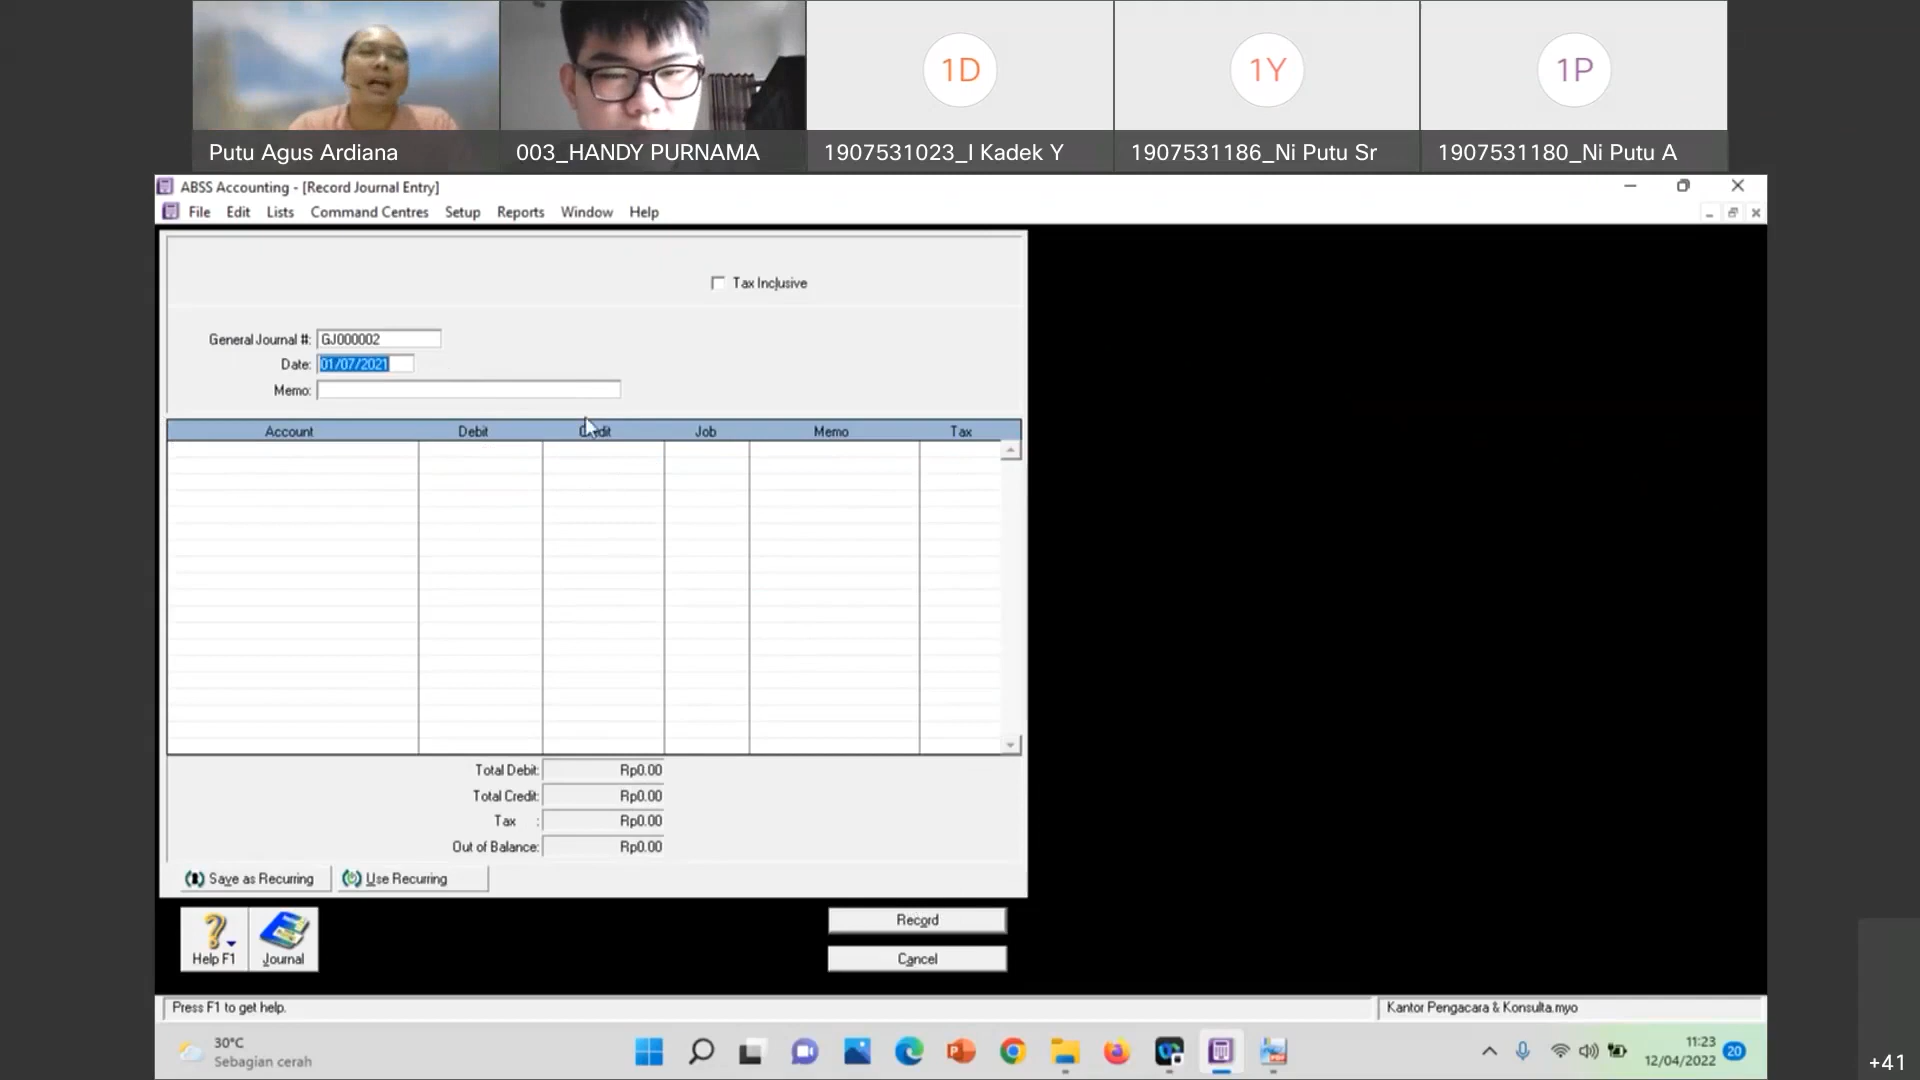 1D
1Y
1P
Putu Agus Ardiana
003_HANDY PURNAMA
1907531023_I Kadek Y
1907531186_Ni Putu Sr
1907531180_Ni Putu A
ABSS Accounting - [Record Journal Entry]
File Edit Lists Command Centres Setup Reports Window Help
Tax Inclusive
General Journal #: GJ000002
Date: 01/07/2021
Memo:
Account Debit Credit Job Memo Tax
Total Debit: Rp0.00
Total Credit: Rp0.00
Tax : Rp0.00
Out of Balance: Rp0.00
Save as Recurring Use Recurring
Help F1 Journal
Record
Cancel
Press F1 to get help. Kantor Pengacara & Konsulta.myo
30°C
Sebagian cerah
11:23
12/04/2022
20
+41